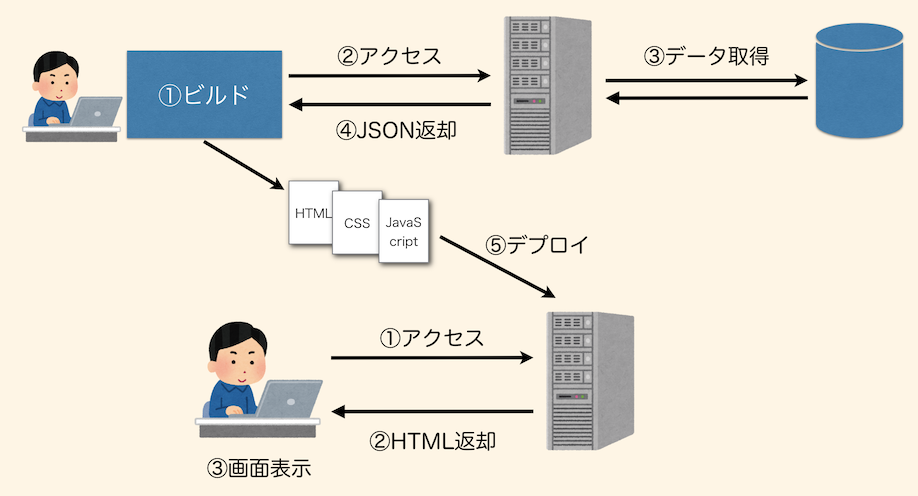 ②アクセス
③データ取得
①ビルド
④JSON返却
HTML
CSS
JavaS
cript
⑤デプロイ
①アクセス
②HTML返却
③画面表示